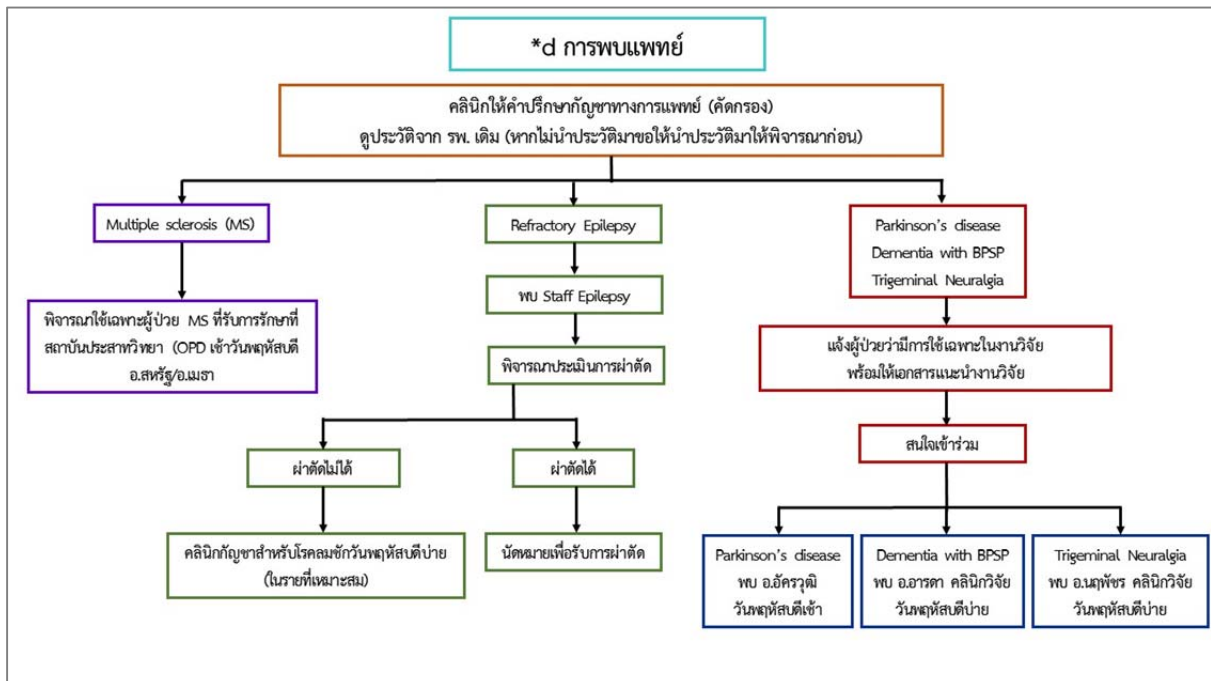 *d การพบแพทย์
คลินิกให้คำปรึกษากัญชาทางการแพทย์ (คัดกรอง)
ดูประวัติจาก รพ. เดิม (หากไม่นำประวัติมาขอให้นำประวัติมาให้พิจารณาก่อน)
Multiple sclerosis (MS)
พิจารณาใช้เฉพาะผู้ป่วย MS ที่รับการรักษาที่
สถาบันประสาทวิทยา (OPD เช้าวันพฤหัสบดี
อ.สหรัฐ/อ.เมธา
Refractory Epilepsy
พบ Staff Epilepsy
พิจารณาประเมินการผ่าตัด
ผ่าตัดไม่ได้
ผ่าตัดได้
คลินิกกัญชาสำหรับโรคลมชักวันพฤหัสบดีบ่าย
(ในรายที่เหมาะสม)
นัดหมายเพื่อรับการผ่าตัด
Parkinson's disease
Dementia with BPSP
Trigeminal Neuralgia
แจ้งผู้ป่วยว่ามีการใช้เฉพาะในงานวิจัย
พร้อมให้เอกสารแนะนำงานวิจัย
สนใจเข้าร่วม
Parkinson's disease
พบ อ.อัครวุฒิ
วันพฤหัสบดีเช้า
Dementia with BPSP
พบ อ.อารดา คลินิกวิจัย
วันพฤหัสบดีบ่าย
Trigeminal Neuralgia
พบ อ.นฤพัชร คลินิกวิจัย
วันพฤหัสบดีบ่าย